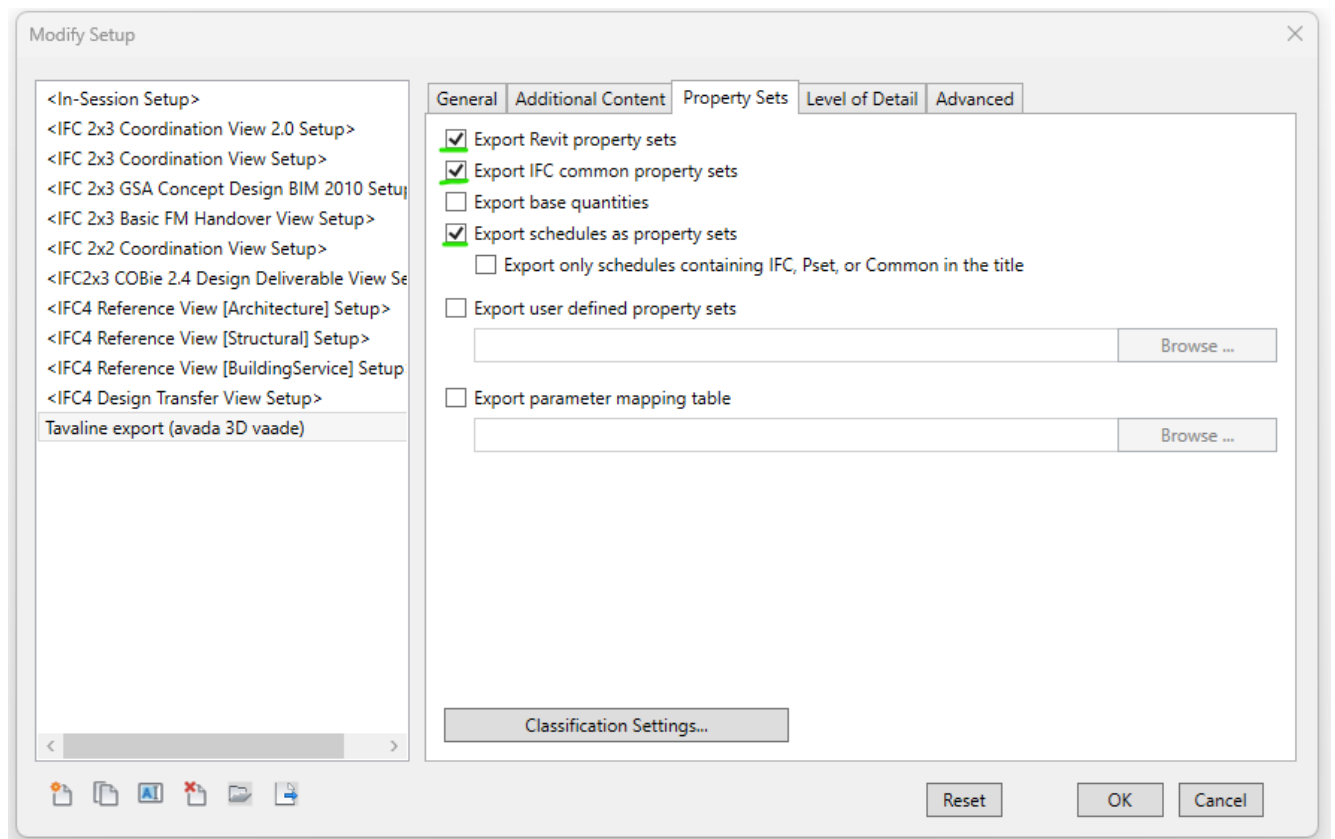 Modify Setup
<In-Session Setup>
<IFC 2x3 Coordination View 2.0 Setup>
<IFC 2x3 Coordination View Setup>
<IFC 2x3 GSA Concept Design BIM 2010 Setup
<IFC 2x3 Basic FM Handover View Setup>
<IFC 2x2 Coordination View Setup>
<IFC2x3 COBie 2.4 Design Deliverable View Se
<IFC4 Reference View [Architecture] Setup>
<IFC4 Reference View [Structural] Setup>
<IFC4 Reference View [BuildingService] Setup
<IFC4 Design Transfer View Setup>
Tavaline export (avada 3D vaade)
General Additional Content Property Sets Level of Detail Advanced
Export Revit property sets
Export IFC common property sets
Export base quantities
Export schedules as property sets
Export only schedules containing IFC, Pset, or Common in the title
Export user defined property sets
Browse ...
Export parameter mapping table
Browse ...
Classification Settings...
AI
Reset OK Cancel